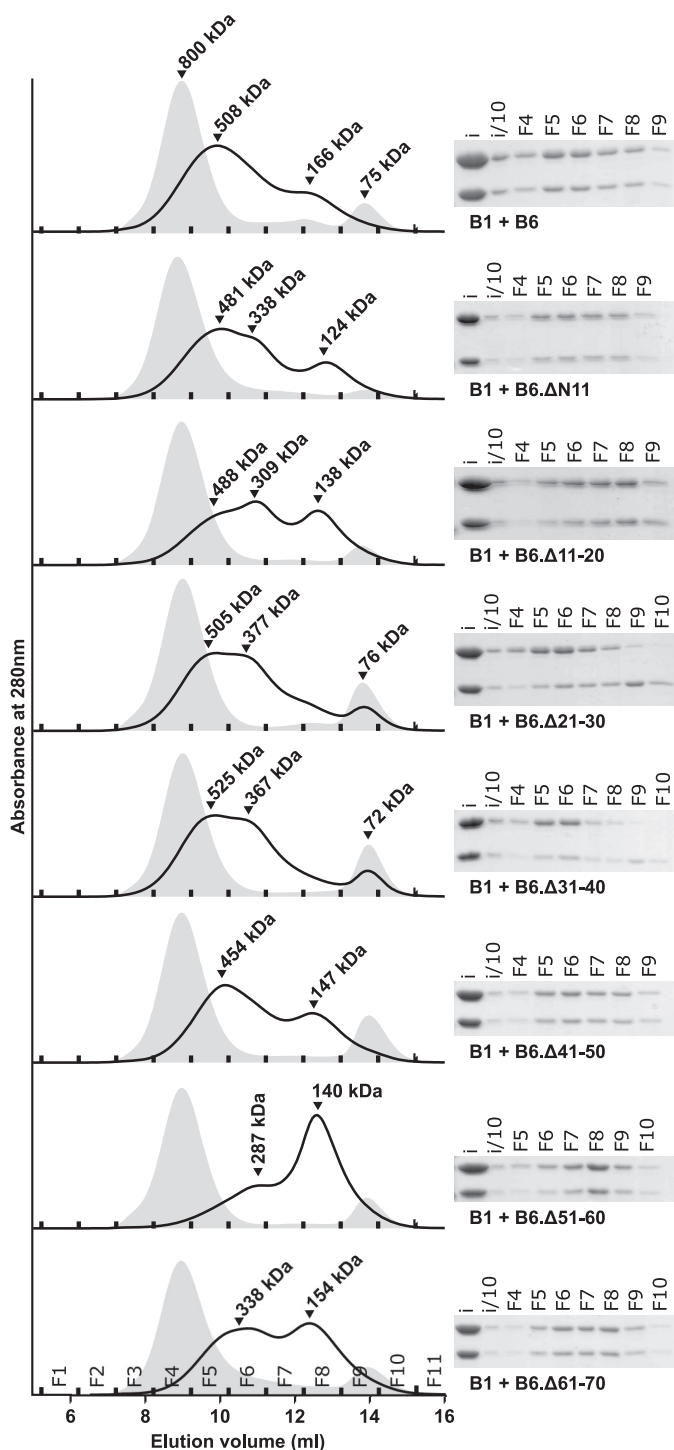 Absorbance at 280nm
800 kDa
508 kDa
166 kDa
75 kDa
i i/10 F4 F5 F6 F7 F8 F9
B1 + B6
481 kDa
338 kDa
124 kDa
i i/10 F4 F5 F6 F7 F8 F9
B1 + B6.ΔN11
488 kDa
309 kDa
138 kDa
i i/10 F4 F5 F6 F7 F8 F9
B1 + B6.Δ11-20
505 kDa
377 kDa
76 kDa
i i/10 F4 F5 F6 F7 F8 F9 F10
B1 + B6.Δ21-30
525 kDa
367 kDa
72 kDa
i i/10 F4 F5 F6 F7 F8 F9 F10
B1 + B6.Δ31-40
454 kDa
147 kDa
i i/10 F4 F5 F6 F7 F8 F9
B1 + B6.Δ41-50
287 kDa
140 kDa
i i/10 F5 F6 F7 F8 F9 F10
B1 + B6.Δ51-60
338 kDa
154 kDa
i i/10 F4 F5 F6 F7 F8 F9 F10
B1 + B6.Δ61-70
F1 F2 F3 F4 F5 F6 F7 F8 F9 F10 F11
6 8 10 12 14 16
Elution volume (ml)